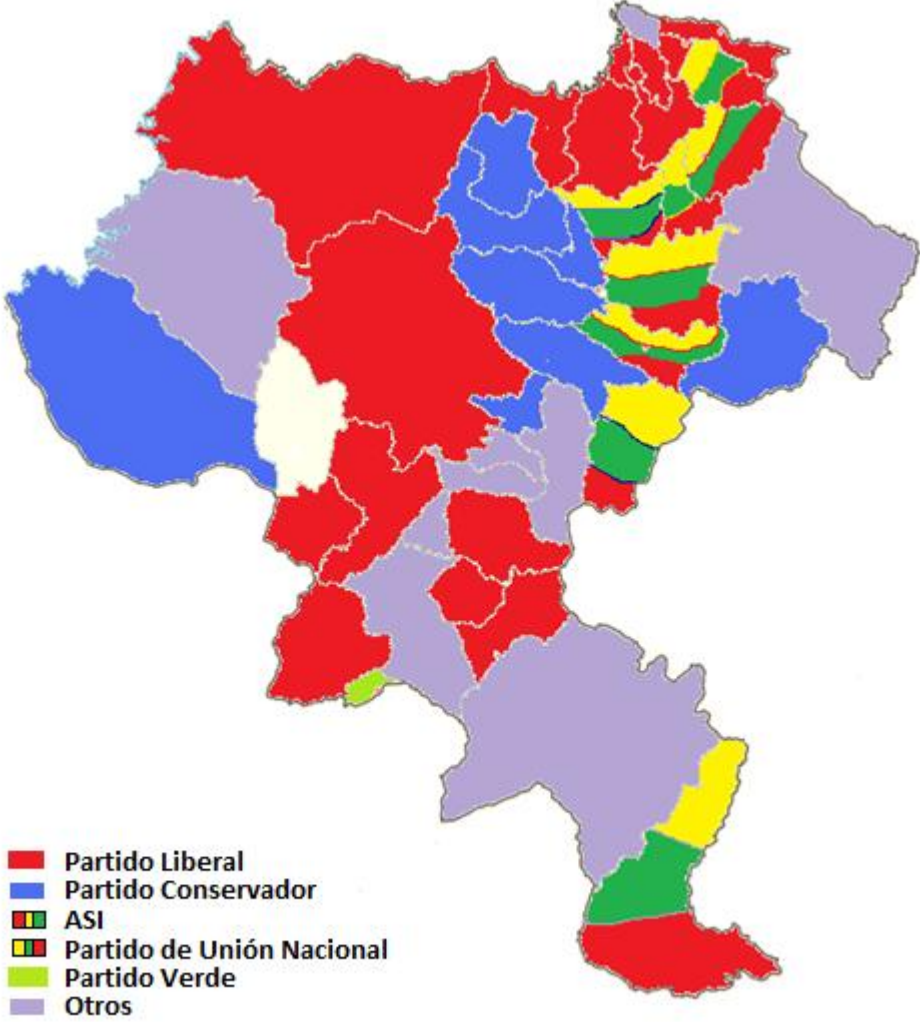 Partido Liberal
Partido Conservador
ASI
Partido de Unión Nacional
Partido Verde
Otros